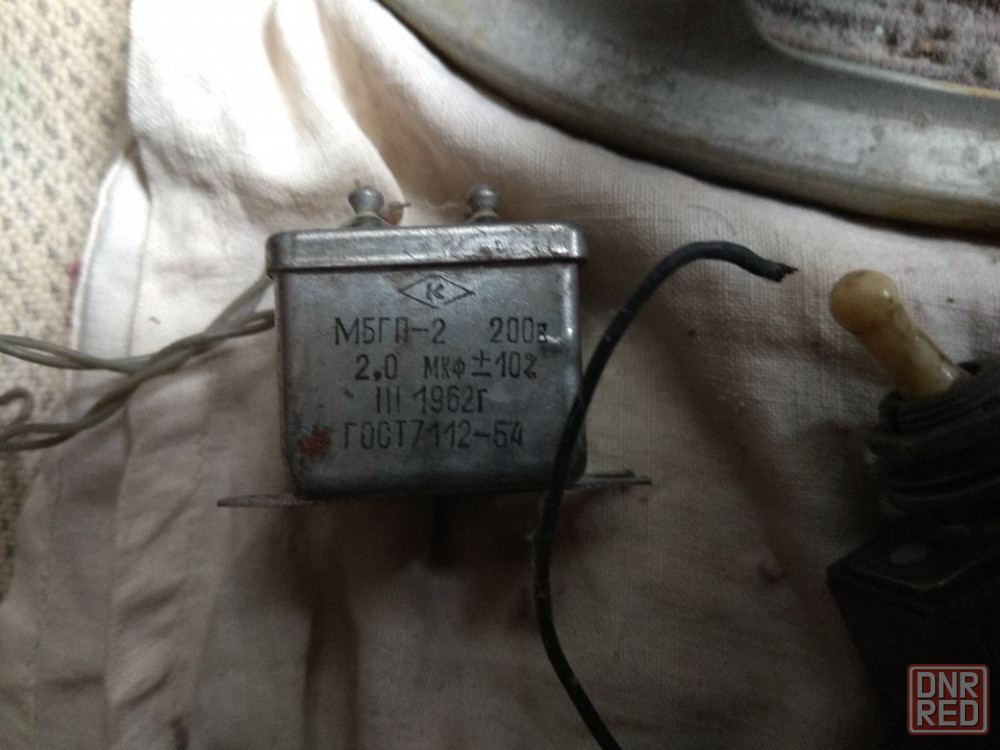 К
МБГП-2 200в
2,0 мкф ±10%
III 1962г
ГОСТ7112-54
DNR
RED